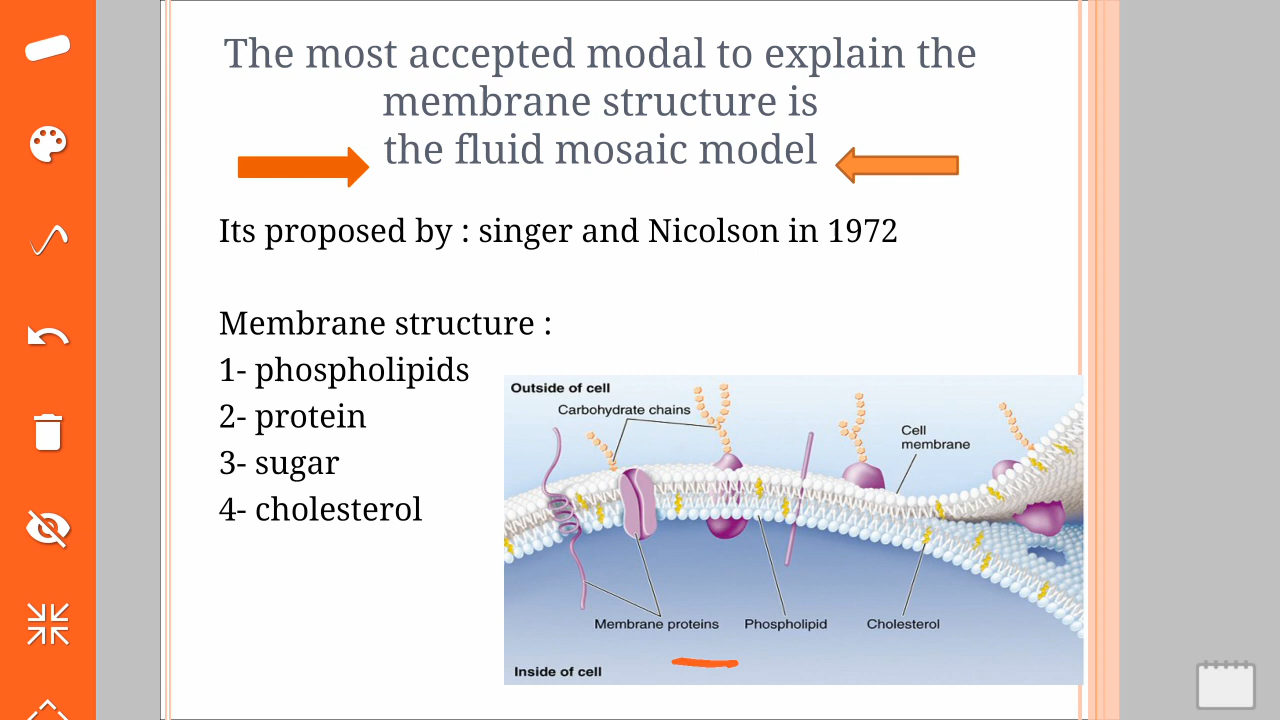 The most accepted modal to explain the
membrane structure is
the fluid mosaic model
Its proposed by : singer and Nicolson in 1972
Membrane structure :
1- phospholipids
2- protein
3- sugar
4- cholesterol
Outside of cell
Carbohydrate chains
Cell
membrane
Membrane proteins
Phospholipid
Cholesterol
Inside of cell